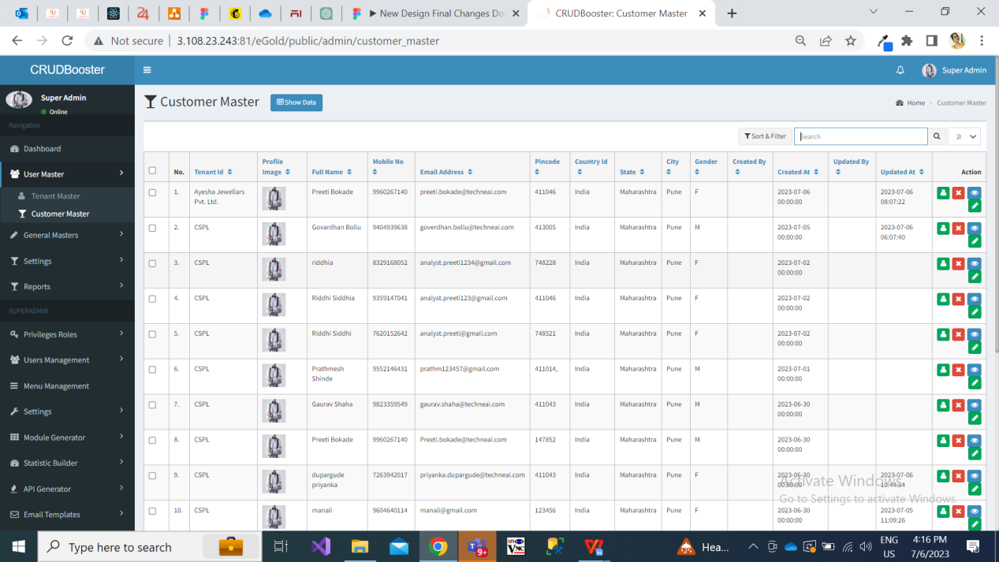 New Design Final Changes Do
CRUDBooster: Customer Master
Not secure
3.108.23.243:81/eGold/public/admin/customer_master
CRUDBooster
Super Admin
Super Admin
Online
Customer Master
Show Data
Home > Customer Master
Navigation
Dashboard
User Master
Tenant Master
Customer Master
General Masters
Settings
Reports
SUPERADMIN
Privileges Roles
Users Management
Menu Management
Settings
Module Generator
Statistic Builder
API Generator
Email Templates
Sort & Filter
Search
No. Tenant Id Profile Image Full Name Mobile No Email Address Pincode Country Id State City Gender Created By Created At Updated By Updated At Action
1. Ayesha Jewellars Pvt. Ltd. Preeti Bokade 9960267140 preeti.bokade@techneai.com 411046 India Maharashtra Pune F 2023-07-06 00:00:00 2023-07-06 08:07:22
2. CSPL Govardhan Bollu 9404939638 goverdhan.bollu@techneai.com 413005 India Maharashtra Pune M 2023-07-05 00:00:00 2023-07-06 06:07:40
3. CSPL riddhia 8329168052 analyst.preeti1234@gmail.com 748228 India Maharashtra Pune F 2023-07-02 00:00:00
4. CSPL Riddhi Siddhia 9359147041 analyst.preeti123@gmail.com 411046 India Maharashtra Pune F 2023-07-02 00:00:00
5. CSPL Riddhi Siddhi 7620152642 analyst.preeti@gmail.com 748521 India Maharashtra Pune F 2023-07-02 00:00:00
6. CSPL Prathmesh Shinde 9552146431 prathm123457@gmail.com 411014, India Maharashtra Pune M 2023-07-01 00:00:00
7. CSPL Gaurav Shaha 9823359549 gaurav.shaha@techneai.com 411043 India Maharashtra Pune M 2023-06-30 00:00:00
8. CSPL Preeti Bokade 9960267140 Preeti.bokade@techneai.com 147852 India Maharashtra Pune M 2023-06-30 00:00:00
9. CSPL dupargude priyanka 7263942017 priyanka.dupargude@techneai.com 411043 India Maharashtra Pune F 2023-06-30 00:00:00 2023-07-06 10:44:34
10. CSPL manali 9604640114 manali@gmail.com 123456 India Maharashtra Pune F 2023-06-30 00:00:00 2023-07-05 11:09:26
Activate Windows
Go to Settings to activate Windows.
Type here to search
9+
VNC
Hea...
ENG
US
4:16 PM
7/6/2023